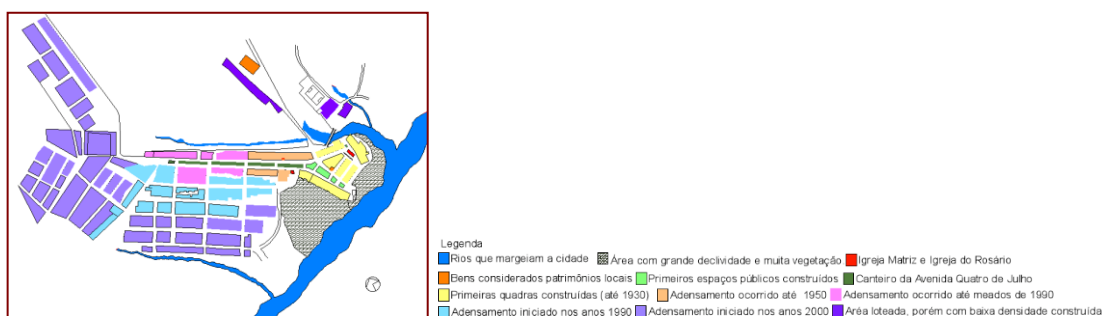 Legenda
Rios que margeiam a cidade Área com grande declividade e muita vegetação Igreja Matriz e Igreja do Rosário
Bens considerados patrimônios locais Primeiros espaços públicos construídos Canteiro da Avenida Quatro de Julho
Primeiras quadras construídas (até 1930) Adensamento ocorrido até 1950 Adensamento ocorrido até meados de 1990
Adensamento iniciado nos anos 1990 Adensamento iniciado nos anos 2000 Aréa loteada, porém com baixa densidade construída